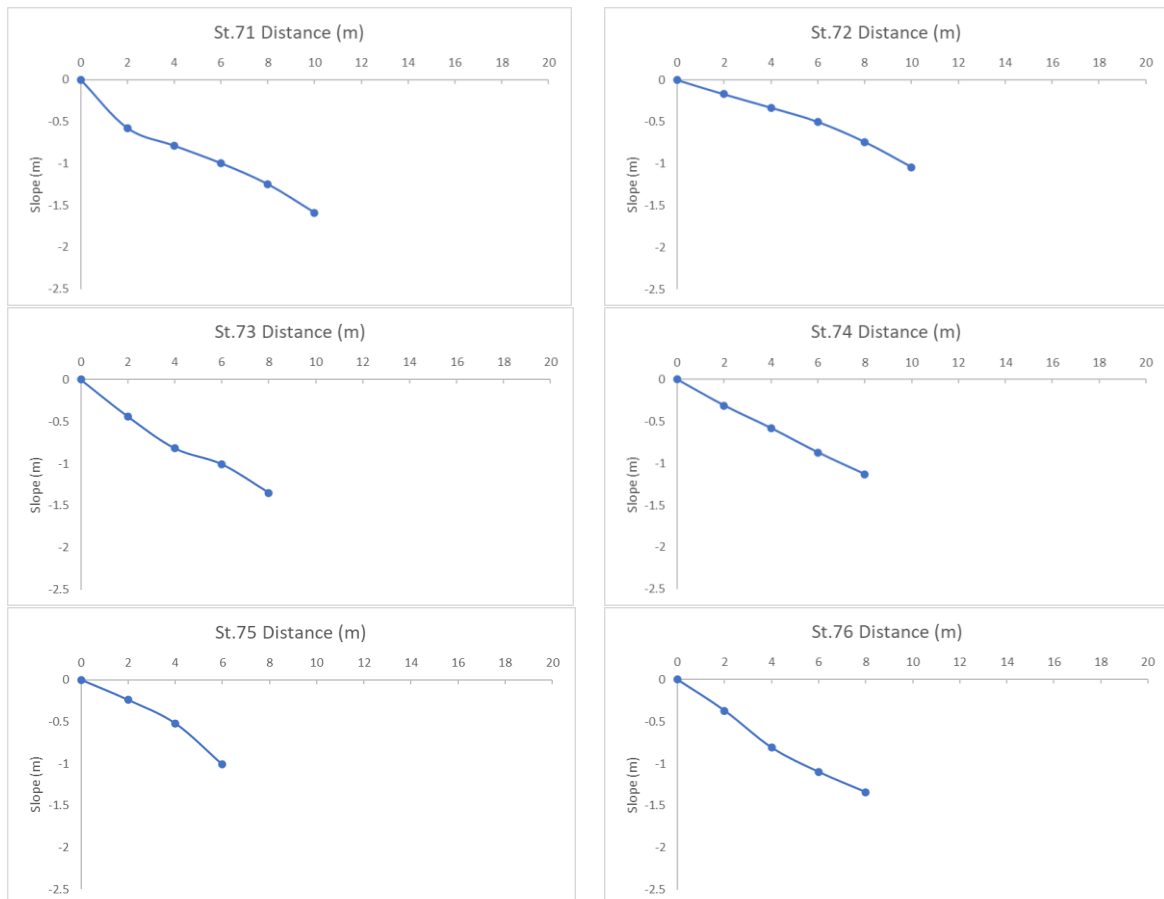 St.71 Distance (m)
0 2 4 6 8 10 12 14 16 18 20
0
-0.5
-1
-1.5
-2
-2.5
Slope (m)
St.72 Distance (m)
0 2 4 6 8 10 12 14 16 18 20
0
-0.5
-1
-1.5
-2
-2.5
Slope (m)
St.73 Distance (m)
0 2 4 6 8 10 12 14 16 18 20
0
-0.5
-1
-1.5
-2
-2.5
Slope (m)
St.74 Distance (m)
0 2 4 6 8 10 12 14 16 18 20
0
-0.5
-1
-1.5
-2
-2.5
Slope (m)
St.75 Distance (m)
0 2 4 6 8 10 12 14 16 18 20
0
-0.5
-1
-1.5
-2
-2.5
Slope (m)
St.76 Distance (m)
0 2 4 6 8 10 12 14 16 18 20
0
-0.5
-1
-1.5
-2
-2.5
Slope (m)